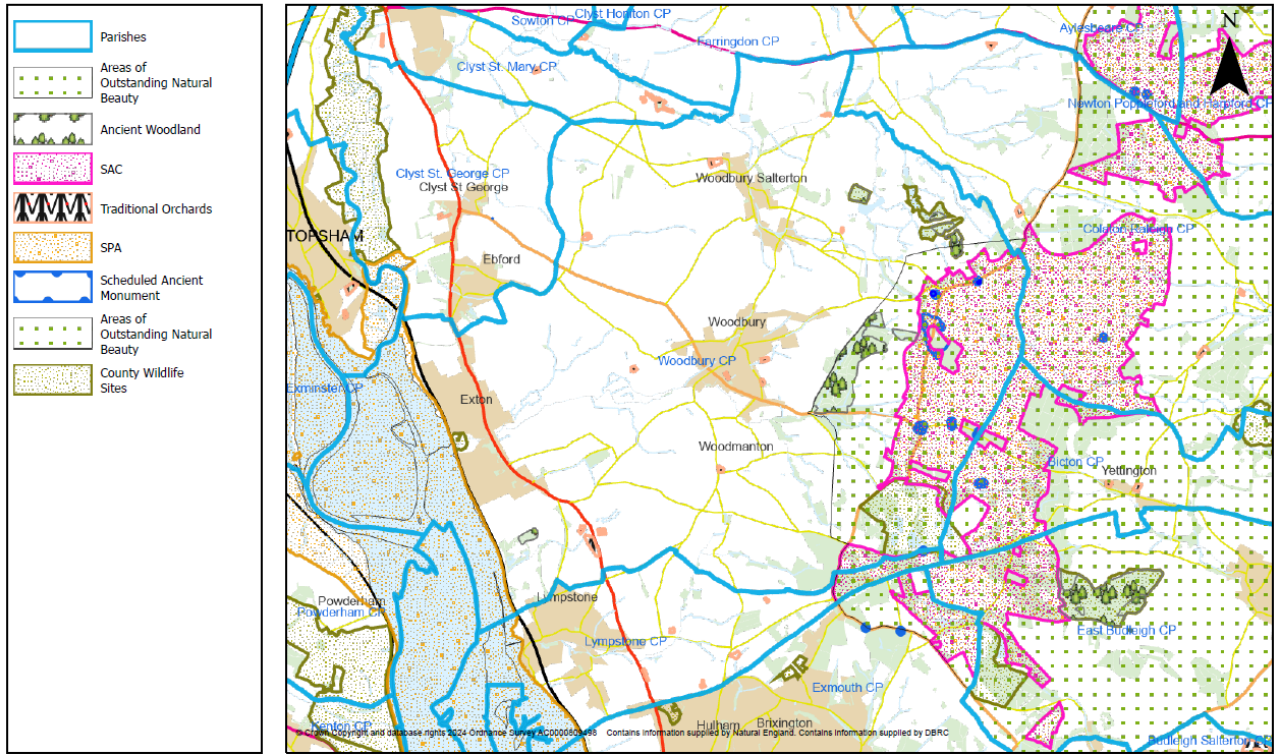 Parishes
Areas of
Outstanding Natural
Beauty
Ancient Woodland
SAC
Traditional Orchards
SPA
Scheduled Ancient
Monument
Areas of
Outstanding Natural
Beauty
County Wildlife
Sites
Clyst Honiton CP
Sowton CP
Farringdon CP
Aylesbeare CP
N
Clyst St. Mary CP
Newton Poppleford and Harpford CP
Clyst St. George CP
Clyst St George
Woodbury Salterton
Colaton Raleigh CP
TOPSHAM
Ebford
Woodbury
Woodbury CP
Exminster CP
Exton
Woodmanton
Bicton CP
Yettington
Powderham
Powderham CP
Lympstone
Lympstone CP
East Budleigh CP
Exmouth CP
Kenton CP
Hulham
Brixington
Budleigh Salterton CP
© Crown Copyright and database rights 2024 Ordnance Survey AC0000809498 Contains information supplied by Natural England. Contains information supplied by DBRC